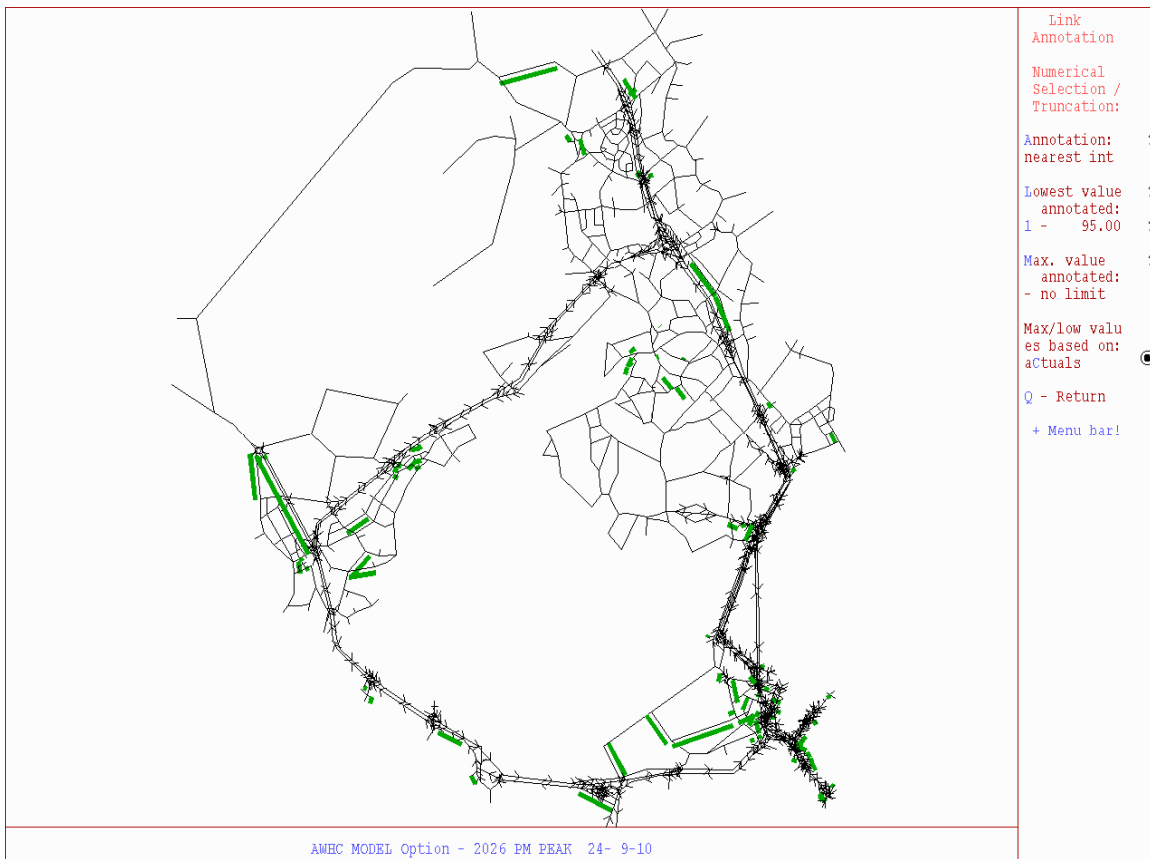 Link
Annotation
Numerical
Selection /
Truncation:
Annotation: ?
nearest int
Lowest value ?
annotated:
1 - 95.00 ?
Max. value ?
annotated:
- no limit
Max/low valu
es based on:
aCtuals
Q - Return
+ Menu bar!
AWHC MODEL Option - 2026 PM PEAK 24- 9-10